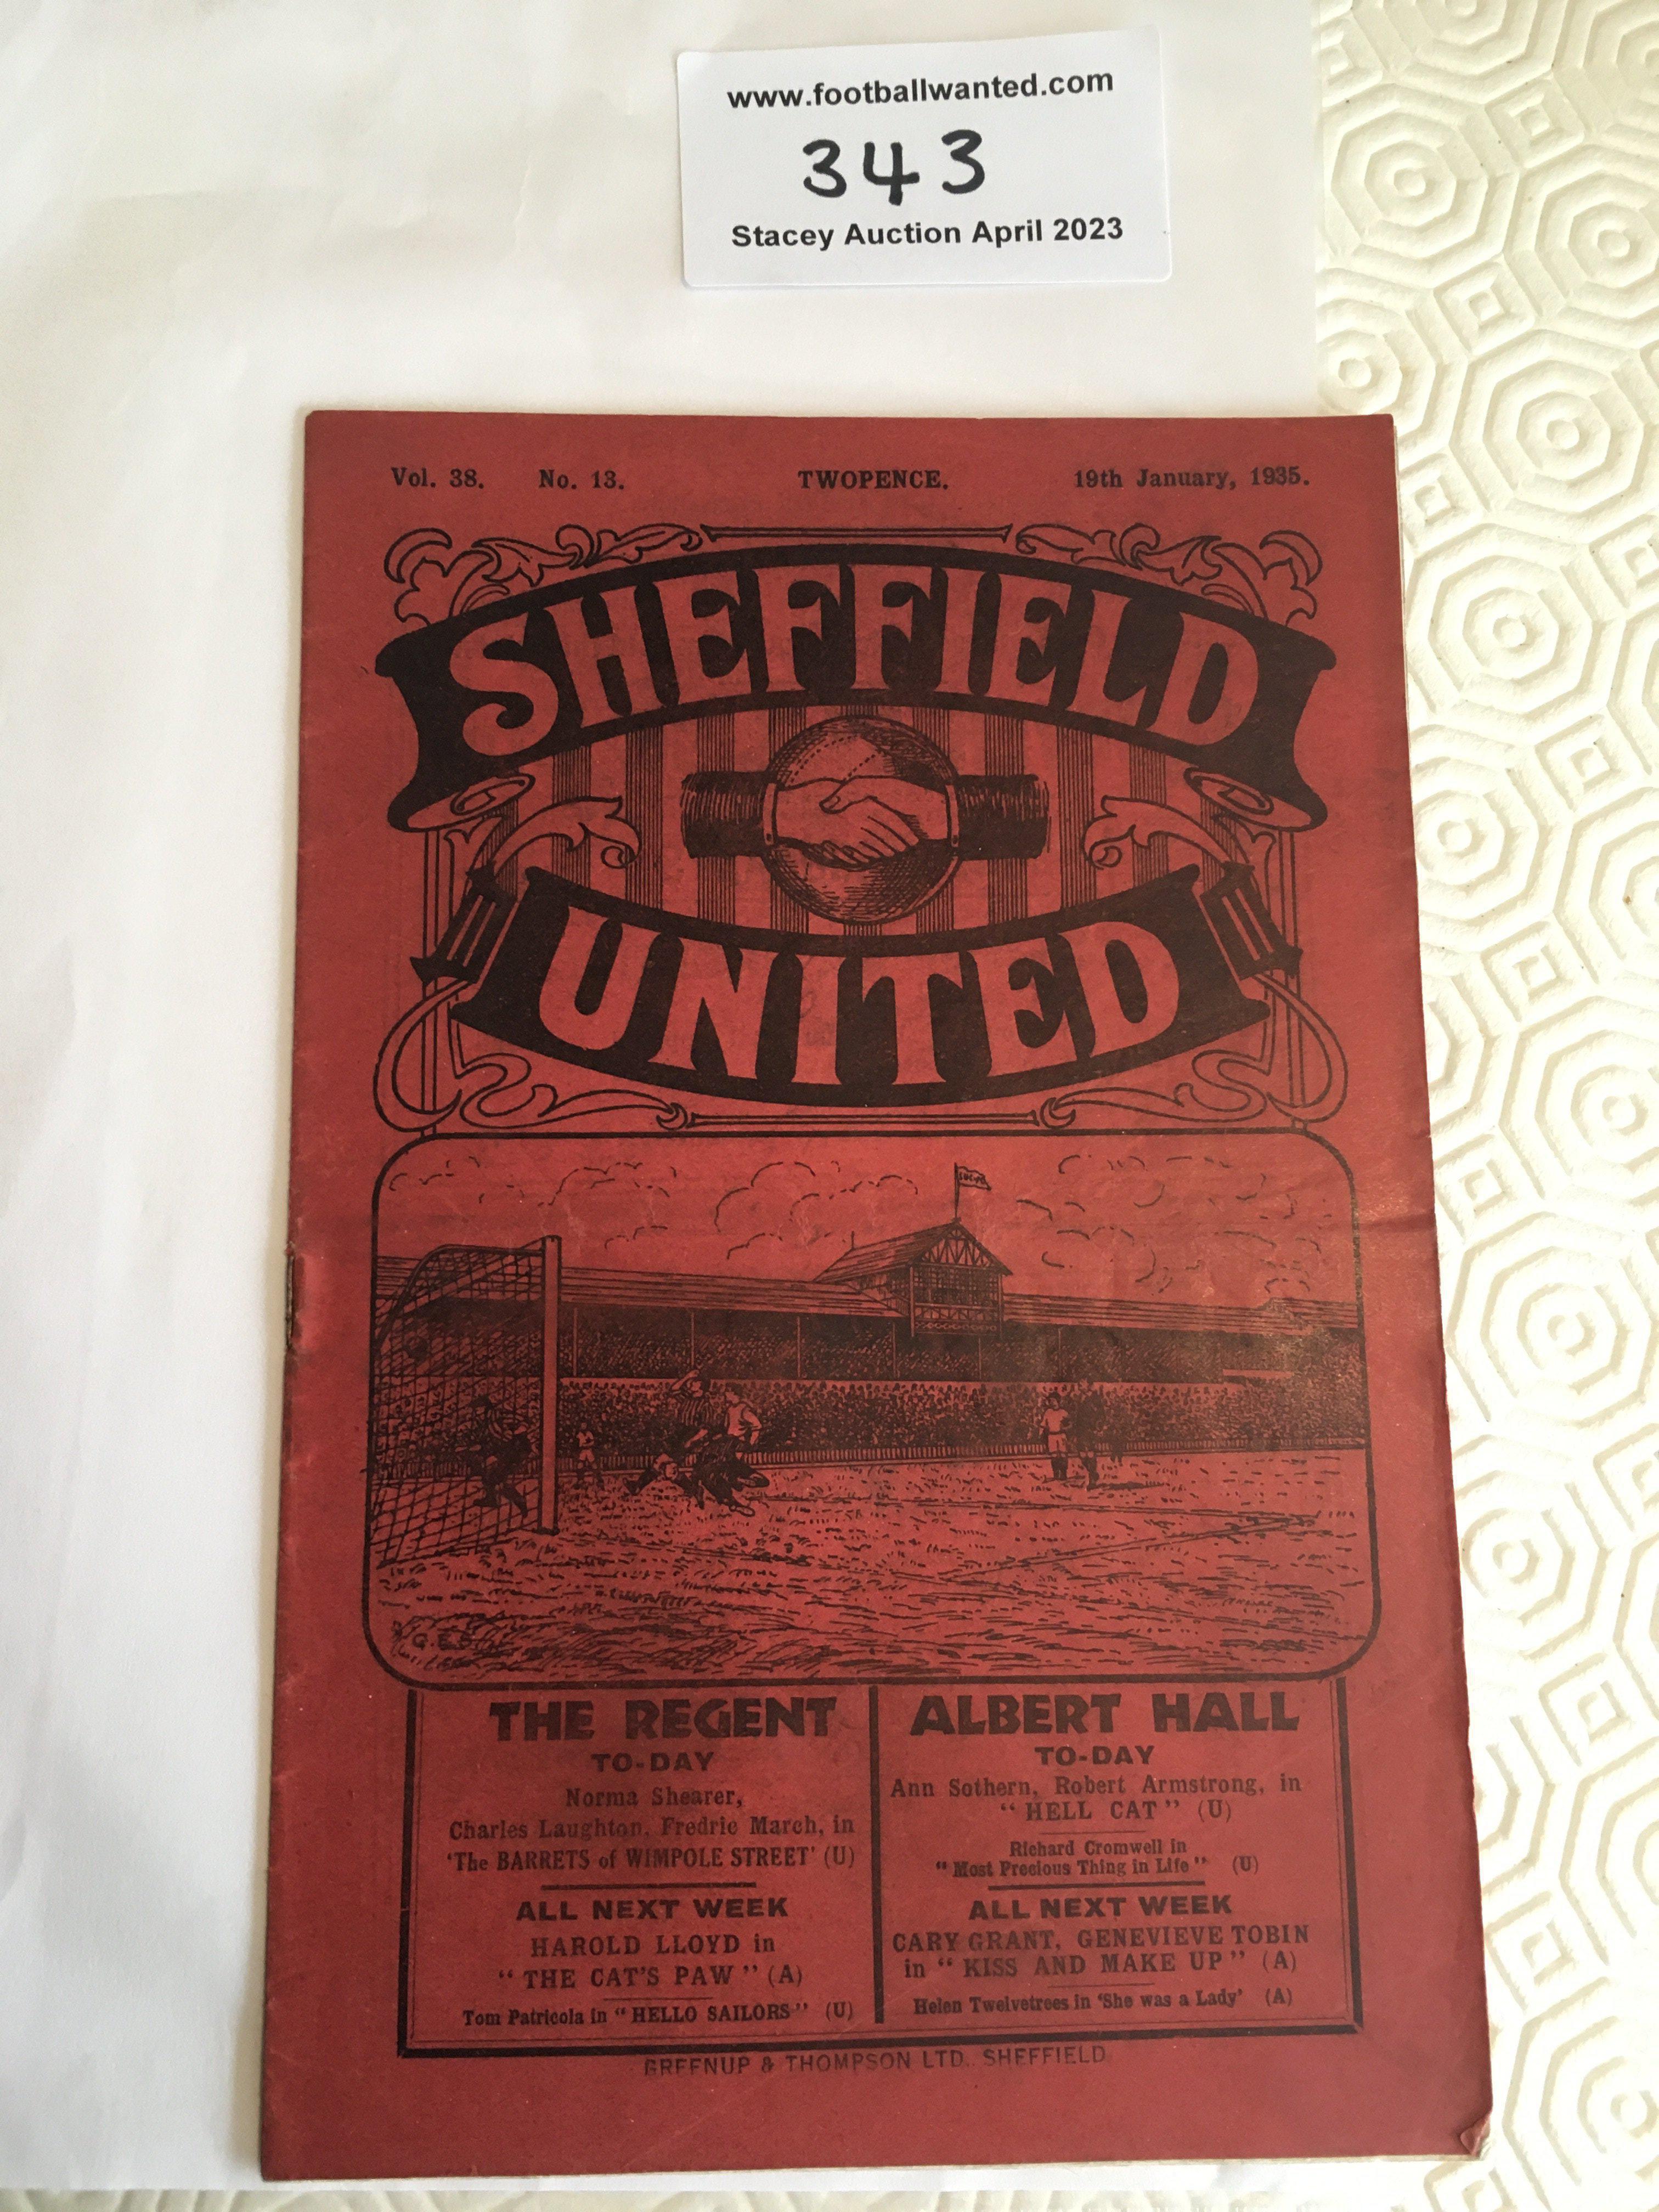 www.footballwanted.com
343
Stacey Auction April 2023
Vol. 38. No. 13. TWOPENCE. 19th January, 1935.
SHEFFIELD
UNITED
G.E.S
THE REGENT
TO-DAY
Norma Shearer,
Charles Laughton, Fredric March, in
'The BARRETS of WIMPOLE STREET' (U)
ALL NEXT WEEK
HAROLD LLOYD in
" THE CAT'S PAW " (A)
Tom Patricola in " HELLO SAILORS " (U)
ALBERT HALL
TO-DAY
Ann Sothern, Robert Armstrong, in
" HELL CAT " (U)
Richard Cromwell in
" Most Precious Thing in Life " (U)
ALL NEXT WEEK
CARY GRANT, GENEVIEVE TOBIN
in " KISS AND MAKE UP " (A)
Helen Twelvetrees in 'She was a Lady' (A)
GREENUP & THOMPSON LTD., SHEFFIELD